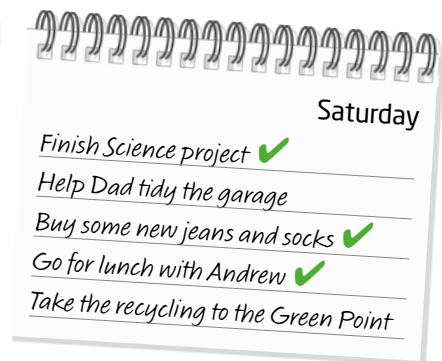 Saturday
Finish Science project ✔
Help Dad tidy the garage
Buy some new jeans and socks ✔
Go for lunch with Andrew ✔
Take the recycling to the Green Point